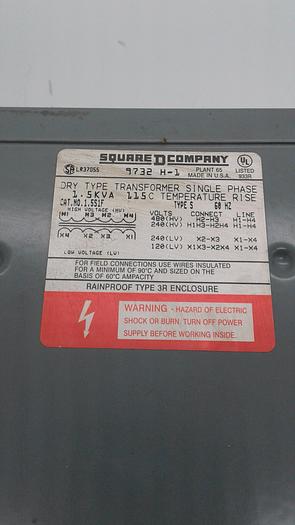 SQUARE D COMPANY
SA LR37055 9732 H-1 PLANT 65 MADE IN U.S.A. UL LISTED 933R
DRY TYPE TRANSFORMER SINGLE PHASE
1.5KVA 115C TEMPERATURE RISE
CAT.NO.1.5S1F TYPE S 60 HZ
HIGH VOLTAGE (HV) VOLTS CONNECT LINE
H1 H3 H2 H4 480(HV) H2-H3 H1-H4
240(HV) H1H3-H2H4 H1-H4
X4 X2 X3 X1 240(LV) X2-X3 X1-X4
LOW VOLTAGE (LV) 120(LV) X1X3-X2X4 X1-X4
FOR FIELD CONNECTIONS USE WIRES INSULATED
FOR A MINIMUM OF 90°C AND SIZED ON THE
BASIS OF 60°C AMPACITY
RAINPROOF TYPE 3R ENCLOSURE
WARNING - HAZARD OF ELECTRIC
SHOCK OR BURN. TURN OFF POWER
SUPPLY BEFORE WORKING INSIDE.